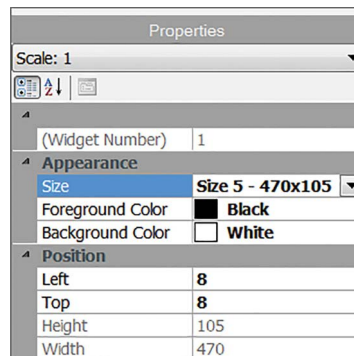 Properties
Scale: 1
(Widget Number) 1
Appearance
Size Size 5 - 470x105
Foreground Color Black
Background Color White
Position
Left 8
Top 8
Height 105
Width 470